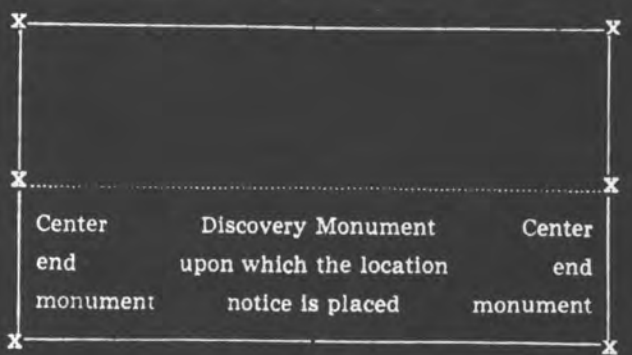 X X
X X
Center Discovery Monument Center
end upon which the location end
monument notice is placed monument
X X